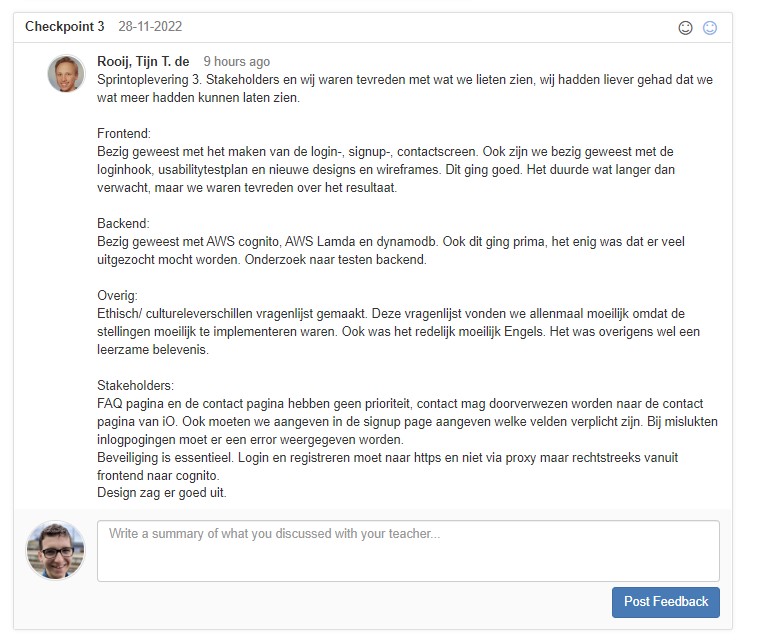 Checkpoint 3 28-11-2022
Rooij, Tijn T. de 9 hours ago
Sprintoplevering 3. Stakeholders en wij waren tevreden met wat we lieten zien, wij hadden liever gehad dat we
wat meer hadden kunnen laten zien.
Frontend:
Bezig geweest met het maken van de login-, signup-, contactscreen. Ook zijn we bezig geweest met de
loginhook, usabilitytestplan en nieuwe designs en wireframes. Dit ging goed. Het duurde wat langer dan
verwacht, maar we waren tevreden over het resultaat.
Backend:
Bezig geweest met AWS cognito, AWS Lamda en dynamodb. Ook dit ging prima, het enig was dat er veel
uitgezocht mocht worden. Onderzoek naar testen backend.
Overig:
Ethisch/ cultureleverschillen vragenlijst gemaakt. Deze vragenlijst vonden we allenmaal moeilijk omdat de
stellingen moeilijk te implementeren waren. Ook was het redelijk moeilijk Engels. Het was overigens wel een
leerzame belevenis.
Stakeholders:
FAQ pagina en de contact pagina hebben geen prioriteit, contact mag doorverwezen worden naar de contact
pagina van iO. Ook moeten we aangeven in de signup page aangeven welke velden verplicht zijn. Bij mislukten
inlogpogingen moet er een error weergegeven worden.
Beveiliging is essentieel. Login en registreren moet naar https en niet via proxy maar rechtstreeks vanuit
frontend naar cognito.
Design zag er goed uit.
Write a summary of what you discussed with your teacher...
Post Feedback